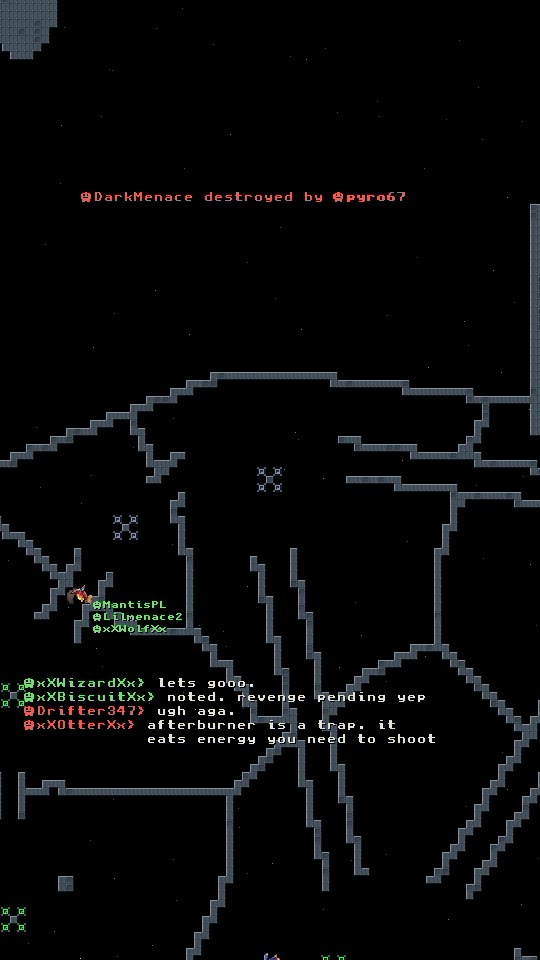 DarkMenace destroyed by pyro67
MantisPL
Lilmenace2
xXWolfXx
xXWizardXx> lets gooo.
xXBiscuitXx> noted. revenge pending yep
Drifter347> ugh aga.
xXOtterXx> afterburner is a trap. it
eats energy you need to shoot